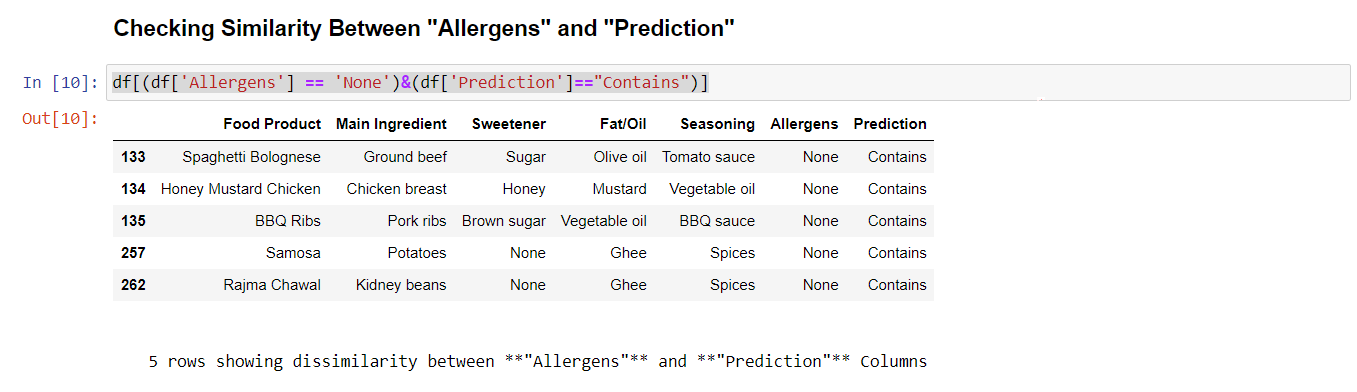 Checking Similarity Between "Allergens" and "Prediction"
In [10]: df[(df['Allergens'] == 'None')&(df['Prediction']=="Contains")]
Out[10]:
Food Product Main Ingredient Sweetener Fat/Oil Seasoning Allergens Prediction
133 Spaghetti Bolognese Ground beef Sugar Olive oil Tomato sauce None Contains
134 Honey Mustard Chicken Chicken breast Honey Mustard Vegetable oil None Contains
135 BBQ Ribs Pork ribs Brown sugar Vegetable oil BBQ sauce None Contains
257 Samosa Potatoes None Ghee Spices None Contains
262 Rajma Chawal Kidney beans None Ghee Spices None Contains
5 rows showing dissimilarity between **"Allergens"** and **"Prediction"** Columns